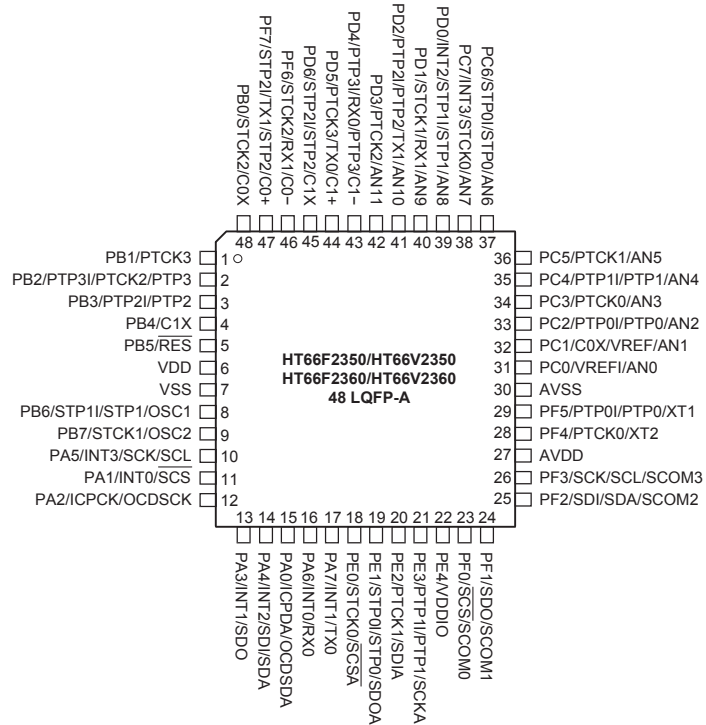 PB0/STCK2/C0X
PF7/STP2I/TX1/STP2/C0+
PF6/STCK2/RX1/C0−
PD6/STP2I/STP2/C1X
PD5/PTCK3/TX0/C1+
PD4/PTP3I/RX0/PTP3/C1−
PD3/PTCK2/AN11
PD2/PTP2I/PTP2/TX1/AN10
PD1/STCK1/RX1/AN9
PD0/INT2/STP1I/STP1/AN8
PC7/INT3/STCK0/AN7
PC6/STP0I/STP0/AN6
48 47 46 45 44 43 42 41 40 39 38 37
PB1/PTCK3 1
PB2/PTP3I/PTCK2/PTP3 2
PB3/PTP2I/PTP2 3
PB4/C1X 4
PB5/RES 5
VDD 6
VSS 7
PB6/STP1I/STP1/OSC1 8
PB7/STCK1/OSC2 9
PA5/INT3/SCK/SCL 10
PA1/INT0/SCS 11
PA2/ICPCK/OCDSCK 12
HT66F2350/HT66V2350
HT66F2360/HT66V2360
48 LQFP-A
36 PC5/PTCK1/AN5
35 PC4/PTP1I/PTP1/AN4
34 PC3/PTCK0/AN3
33 PC2/PTP0I/PTP0/AN2
32 PC1/C0X/VREF/AN1
31 PC0/VREFI/AN0
30 AVSS
29 PF5/PTP0I/PTP0/XT1
28 PF4/PTCK0/XT2
27 AVDD
26 PF3/SCK/SCL/SCOM3
25 PF2/SDI/SDA/SCOM2
13 14 15 16 17 18 19 20 21 22 23 24
PA3/INT1/SDO
PA4/INT2/SDI/SDA
PA0/ICPDA/OCDSDA
PA6/INT0/RX0
PA7/INT1/TX0
PE0/STCK0/SCSA
PE1/STP0I/STP0/SDOA
PE2/PTCK1/SDIA
PE3/PTP1I/PTP1/SCKA
PE4/VDDIO
PF0/SCS/SCOM0
PF1/SDO/SCOM1